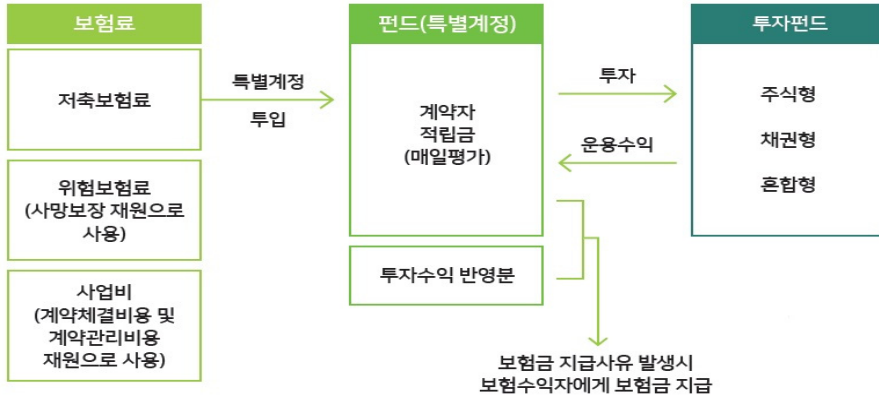 보험료
저축보험료
위험보험료
(사망보장 재원으로
사용)
사업비
(계약체결비용 및
계약관리비용
재원으로 사용)
특별계정
투입
펀드(특별계정)
계약자
적립금
(매일평가)
투자수익 반영분
투자
운용수익
투자펀드
주식형
채권형
혼합형
보험금 지급사유 발생시
보험수익자에게 보험금 지급